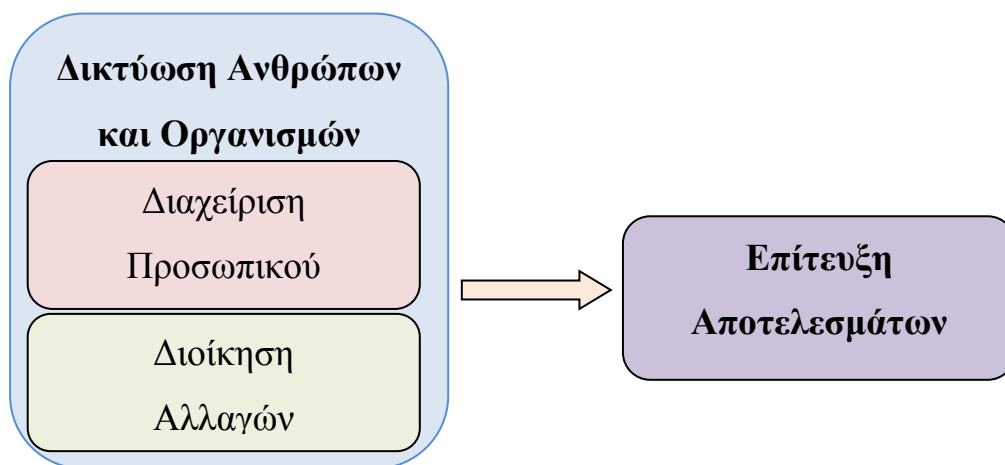 Δικτύωση Ανθρώπων
και Οργανισμών
Διαχείριση
Προσωπικού
Διοίκηση
Αλλαγών
Επίτευξη
Αποτελεσμάτων